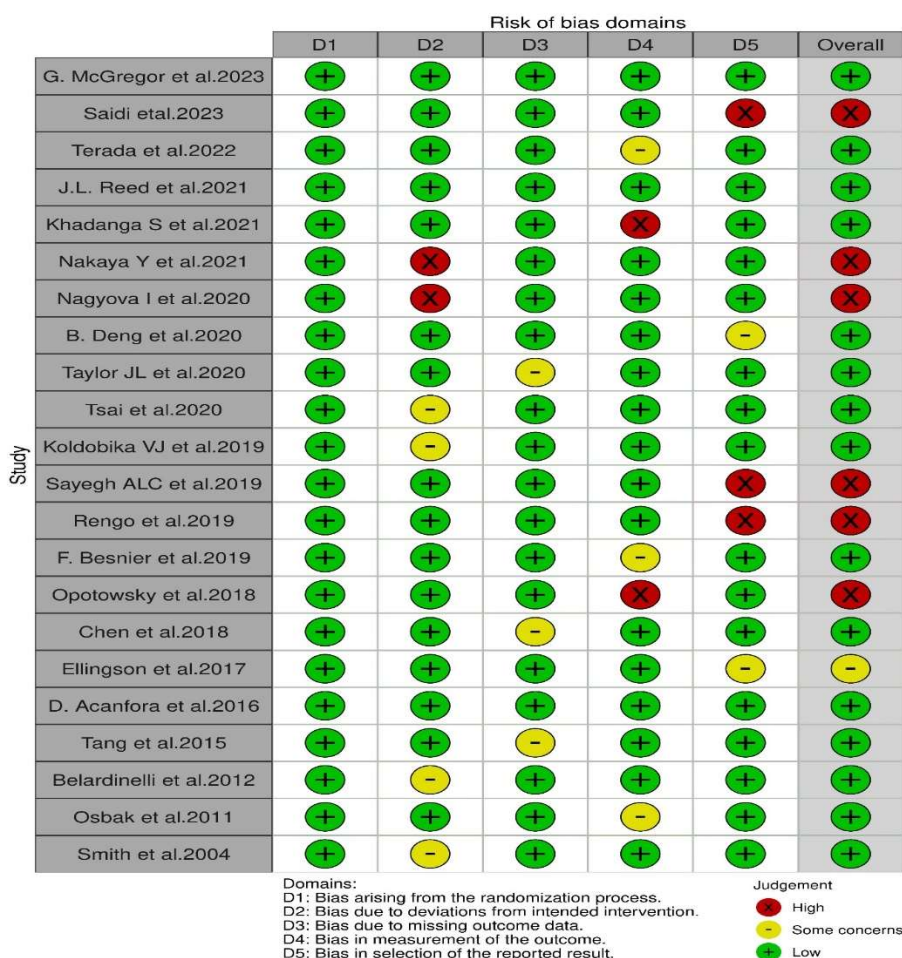 Risk of bias domains
D1 D2 D3 D4 D5 Overall
Study
G. McGregor et al.2023 + + + + + +
Saidi etal.2023 + + + + X X
Terada et al.2022 + + + - + +
J.L. Reed et al.2021 + + + + + +
Khadanga S et al.2021 + + + X + +
Nakaya Y et al.2021 + X + + + X
Nagyova I et al.2020 + X + + + X
B. Deng et al.2020 + + + + - +
Taylor JL et al.2020 + + - + + +
Tsai et al.2020 + - + + + +
Koldobika VJ et al.2019 + - + + + +
Sayegh ALC et al.2019 + + + + X X
Rengo et al.2019 + + + + X X
F. Besnier et al.2019 + + + - + +
Opotowsky et al.2018 + + + X + X
Chen et al.2018 + + - + + +
Ellingson et al.2017 + + + + - -
D. Acanfora et al.2016 + + + + + +
Tang et al.2015 + + - + + +
Belardinelli et al.2012 + - + + + +
Osbak et al.2011 + + + - + +
Smith et al.2004 + - + + + +
Domains:
D1: Bias arising from the randomization process.
D2: Bias due to deviations from intended intervention.
D3: Bias due to missing outcome data.
D4: Bias in measurement of the outcome.
D5: Bias in selection of the reported result.
Judgement
X High
- Some concerns
+ Low